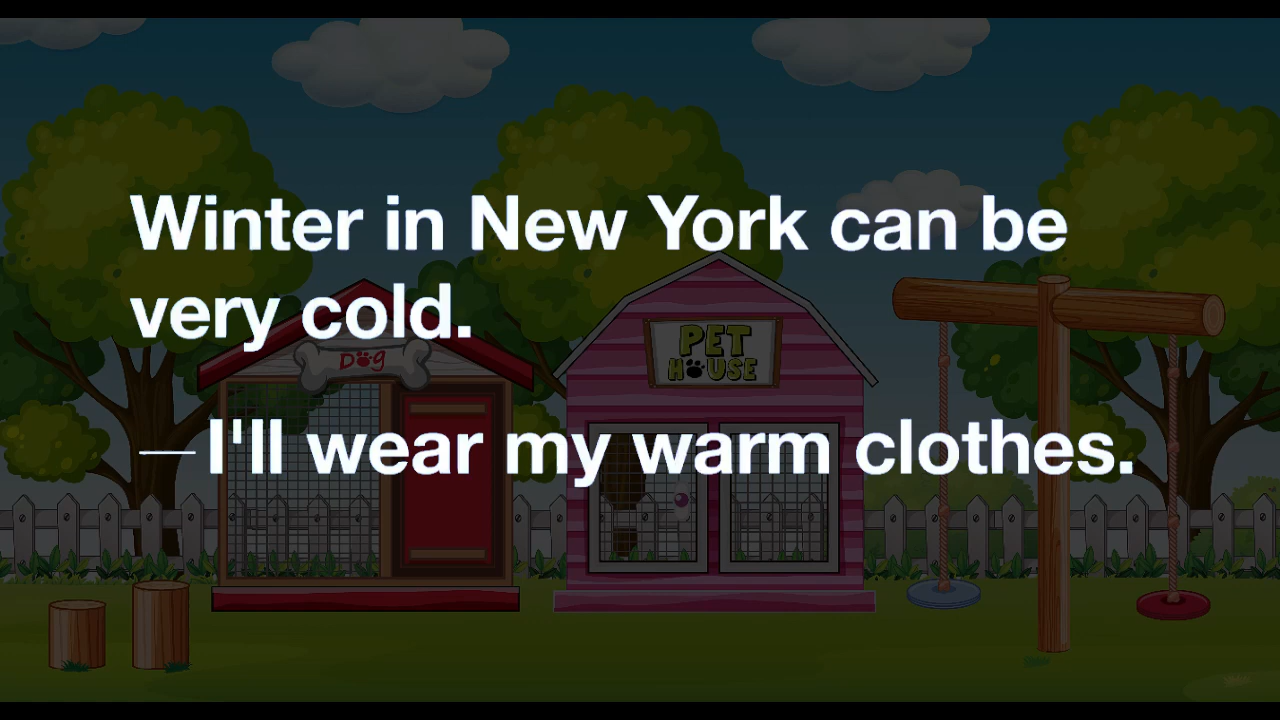 Winter in New York can be
very cold.
Dog
PET
HOUSE
—I'll wear my warm clothes.